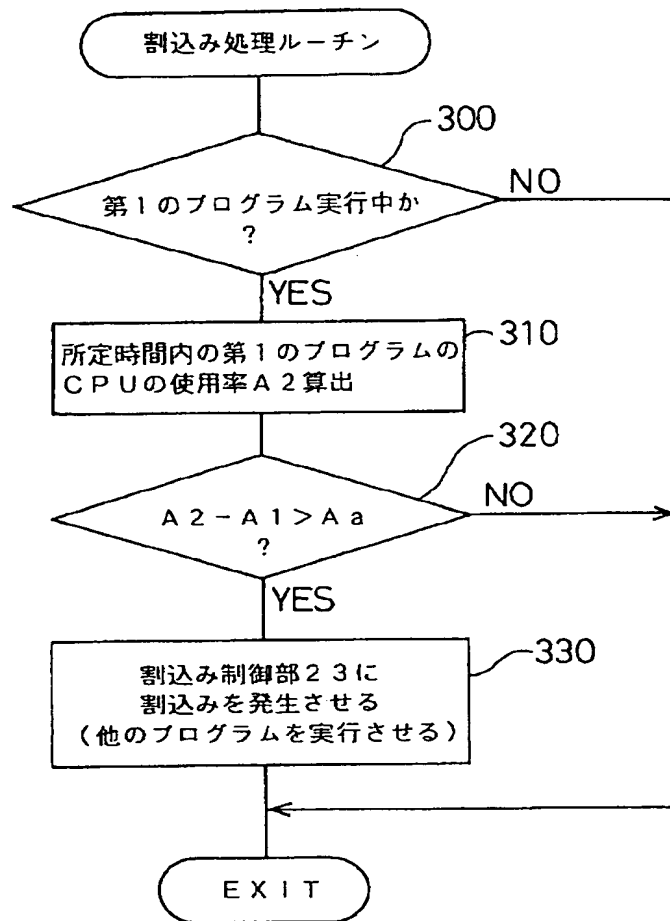 割込み処理ルーチン
300
第1のプログラム実行中か
?
NO
YES
310
所定時間内の第1のプログラムの
CPUの使用率A2算出
320
A2-A1>Aa
?
NO
YES
330
割込み制御部23に
割込みを発生させる
(他のプログラムを実行させる)
EXIT